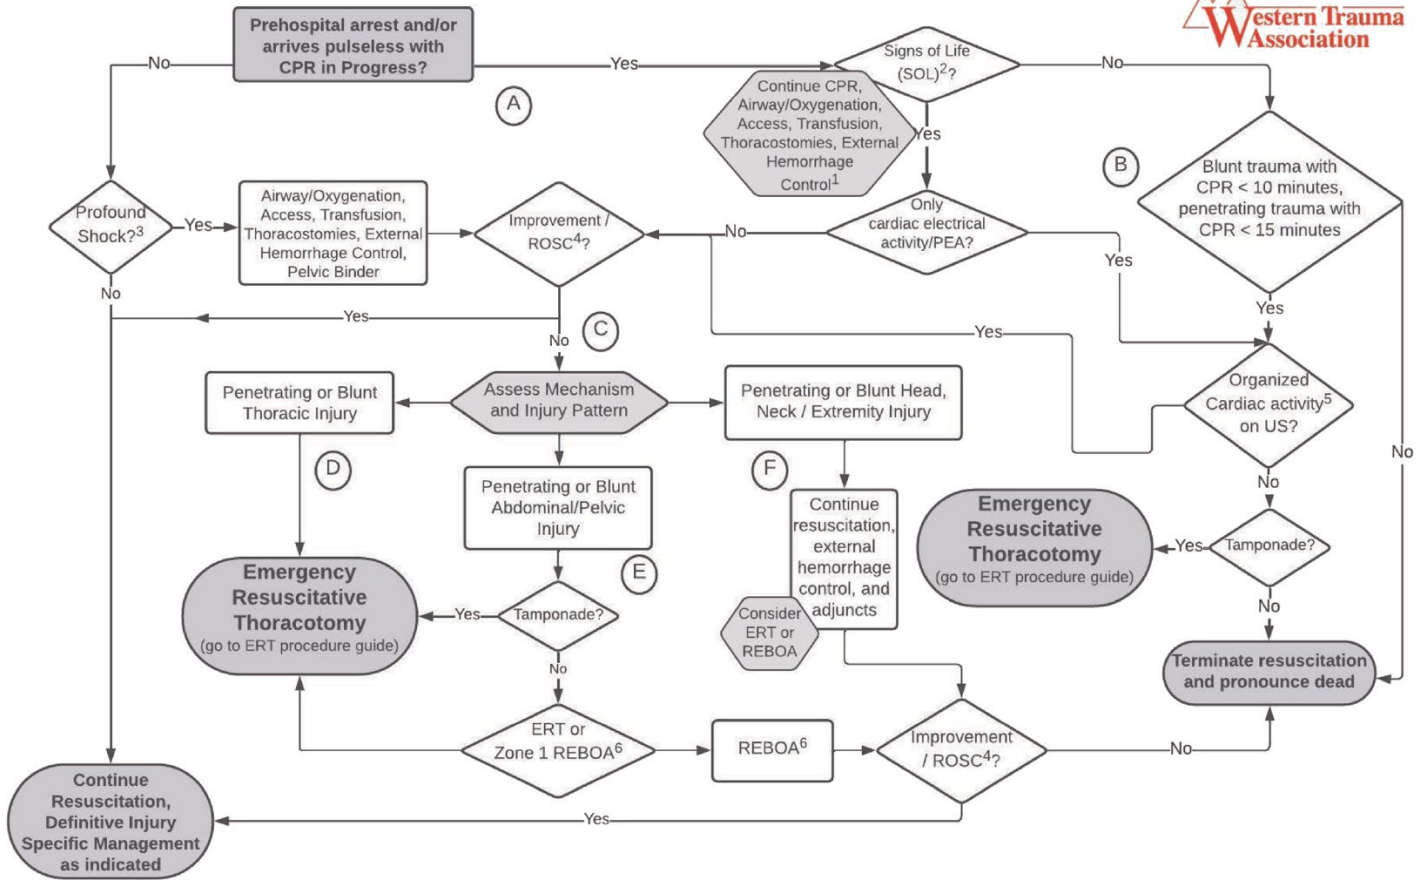 Western Trauma
Association
Prehospital arrest and/or
arrives pulseless with
CPR in Progress?
No
Yes
A
Signs of Life
(SOL)2?
No
Continue CPR,
Airway/Oxygenation,
Access, Transfusion,
Thoracostomies, External
Hemorrhage
Control1
Yes
B
Blunt trauma with
CPR < 10 minutes,
penetrating trauma with
CPR < 15 minutes
Profound
Shock?3
Yes
Airway/Oxygenation,
Access, Transfusion,
Thoracostomies, External
Hemorrhage Control,
Pelvic Binder
Improvement /
ROSC4?
No
Only
cardiac electrical
activity/PEA?
Yes
No
Yes
Yes
No
C
Yes
Yes
No
Penetrating or Blunt
Thoracic Injury
Assess Mechanism
and Injury Pattern
Penetrating or Blunt Head,
Neck / Extremity Injury
Organized
Cardiac activity5
on US?
No
D
Penetrating or Blunt
Abdominal/Pelvic
Injury
F
Continue
resuscitation,
external
hemorrhage
control, and
adjuncts
Emergency
Resuscitative
Thoracotomy
(go to ERT procedure guide)
No
Yes
Tamponade?
No
E
Emergency
Resuscitative
Thoracotomy
(go to ERT procedure guide)
Yes
Tamponade?
Consider
ERT or
REBOA
Terminate resuscitation
and pronounce dead
No
ERT or
Zone 1 REBOA6
REBOA6
Improvement
/ ROSC4?
No
Continue
Resuscitation,
Definitive Injury
Specific Management
as indicated
Yes